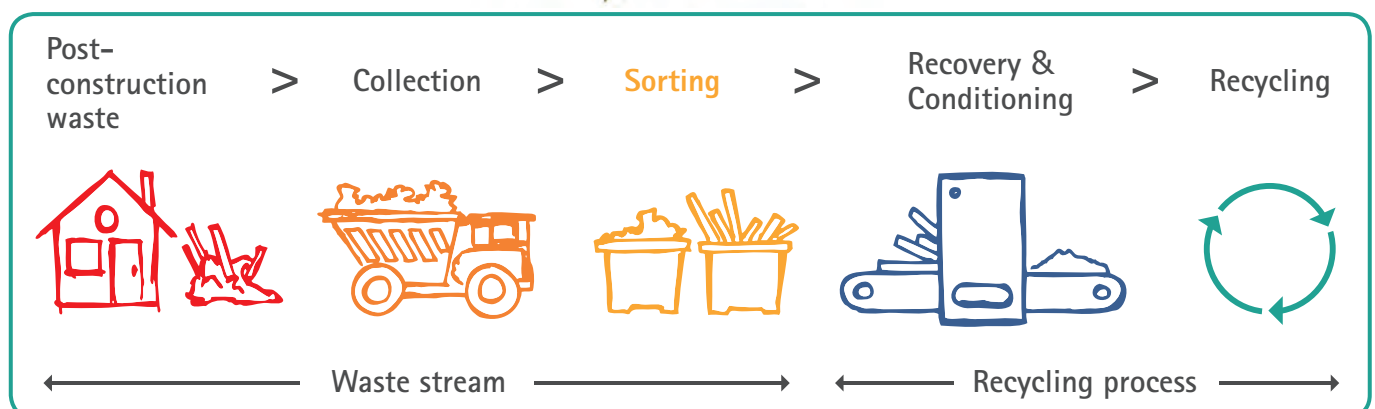 Post-
construction
waste
>
Collection
>
Sorting
>
Recovery &
Conditioning
>
Recycling
Waste stream
Recycling process